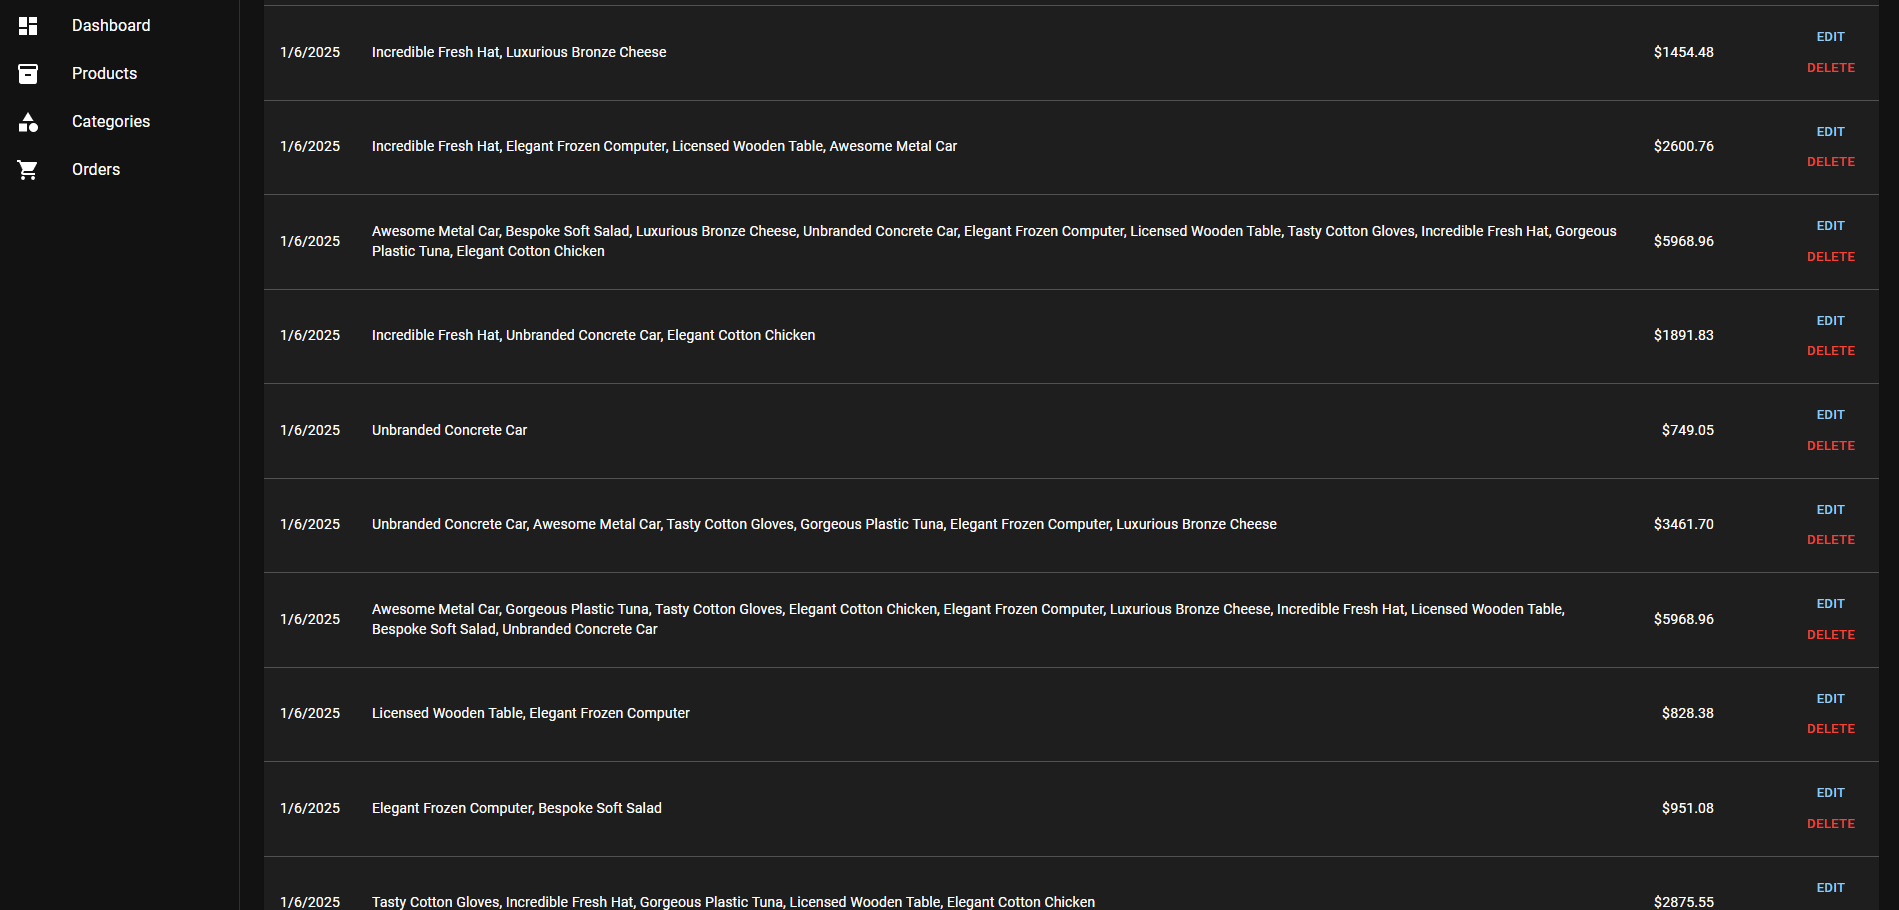 Dashboard
Products
Categories
Orders
1/6/2025 Incredible Fresh Hat, Luxurious Bronze Cheese $1454.48 EDIT
DELETE
1/6/2025 Incredible Fresh Hat, Elegant Frozen Computer, Licensed Wooden Table, Awesome Metal Car $2600.76 EDIT
DELETE
1/6/2025 Awesome Metal Car, Bespoke Soft Salad, Luxurious Bronze Cheese, Unbranded Concrete Car, Elegant Frozen Computer, Licensed Wooden Table, Tasty Cotton Gloves, Incredible Fresh Hat, Gorgeous
Plastic Tuna, Elegant Cotton Chicken $5968.96 EDIT
DELETE
1/6/2025 Incredible Fresh Hat, Unbranded Concrete Car, Elegant Cotton Chicken $1891.83 EDIT
DELETE
1/6/2025 Unbranded Concrete Car $749.05 EDIT
DELETE
1/6/2025 Unbranded Concrete Car, Awesome Metal Car, Tasty Cotton Gloves, Gorgeous Plastic Tuna, Elegant Frozen Computer, Luxurious Bronze Cheese $3461.70 EDIT
DELETE
1/6/2025 Awesome Metal Car, Gorgeous Plastic Tuna, Tasty Cotton Gloves, Elegant Cotton Chicken, Elegant Frozen Computer, Luxurious Bronze Cheese, Incredible Fresh Hat, Licensed Wooden Table,
Bespoke Soft Salad, Unbranded Concrete Car $5968.96 EDIT
DELETE
1/6/2025 Licensed Wooden Table, Elegant Frozen Computer $828.38 EDIT
DELETE
1/6/2025 Elegant Frozen Computer, Bespoke Soft Salad $951.08 EDIT
DELETE
1/6/2025 Tasty Cotton Gloves, Incredible Fresh Hat, Gorgeous Plastic Tuna, Licensed Wooden Table, Elegant Cotton Chicken $2875.55 EDIT